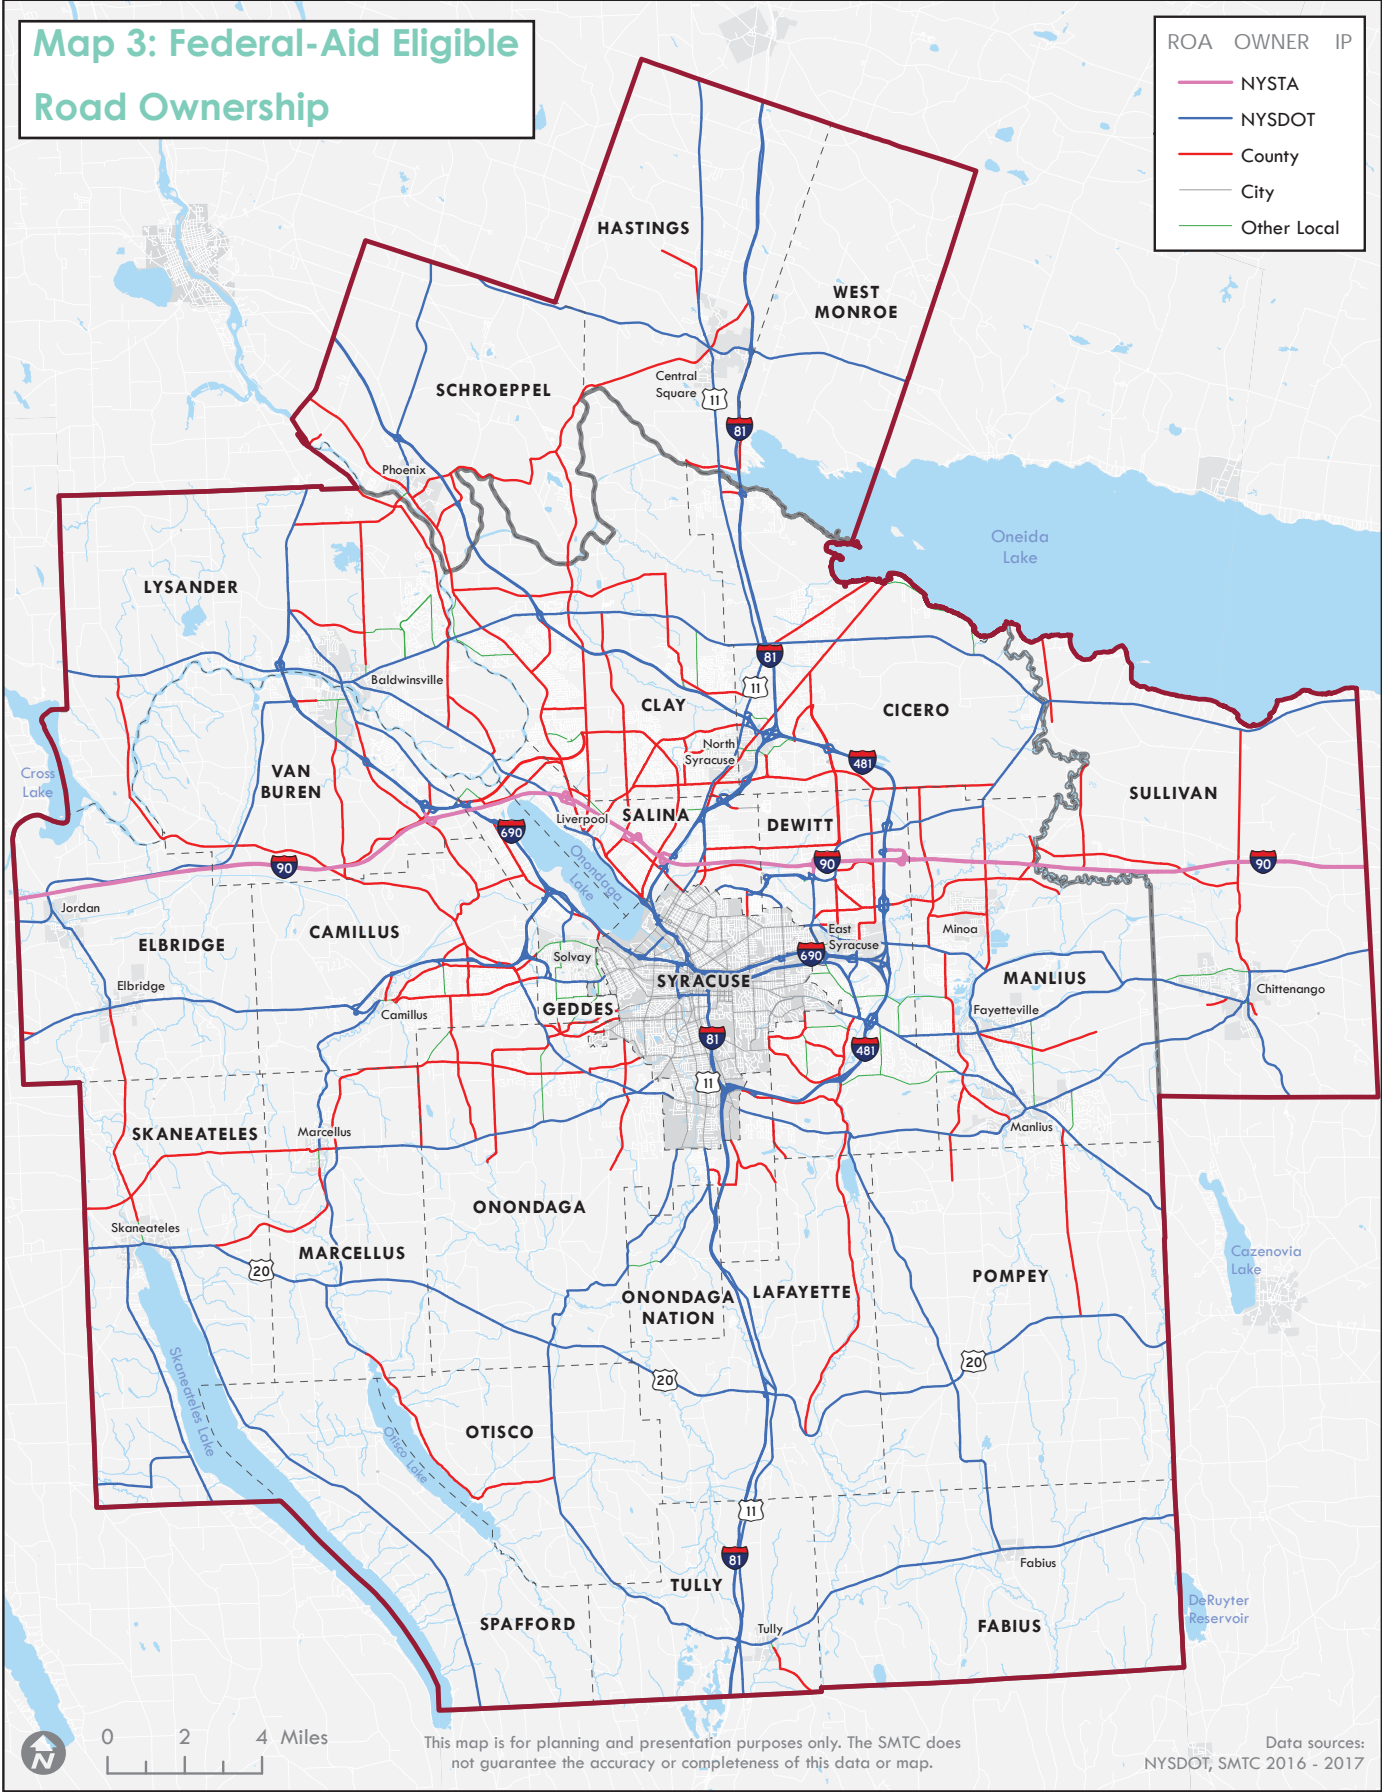 Map 3: Federal-Aid Eligible
Road Ownership
ROA OWNER IP
NYSTA
NYSDOT
County
City
Other Local
HASTINGS
WEST
MONROE
SCHROEPPEL
Central
Square
11
81
Phoenix
Oneida
Lake
LYSANDER
81
11
Baldwinsville
CLAY
CICERO
North
Syracuse
481
Cross
Lake
VAN
BUREN
SULLIVAN
Liverpool
SALINA
DEWITT
690
90
90
90
Onondaga
Lake
Jordan
ELBRIDGE
CAMILLUS
East
Syracuse
Minoa
Solvay
690
SYRACUSE
MANLIUS
Elbridge
Chittenango
Camillus
GEDDES
Fayetteville
81
481
11
SKANEATELES
Marcellus
Manlius
ONONDAGA
Skaneateles
MARCELLUS
20
Cazenovia
Lake
POMPEY
ONONDAGA
NATION
LAFAYETTE
20
20
Skaneateles Lake
OTISCO
Otisco Lake
11
81
Fabius
TULLY
DeRuyter
Reservoir
SPAFFORD
Tully
FABIUS
N
0 2 4 Miles
This map is for planning and presentation purposes only. The SMTC does
not guarantee the accuracy or completeness of this data or map.
Data sources:
NYSDOT, SMTC 2016 - 2017